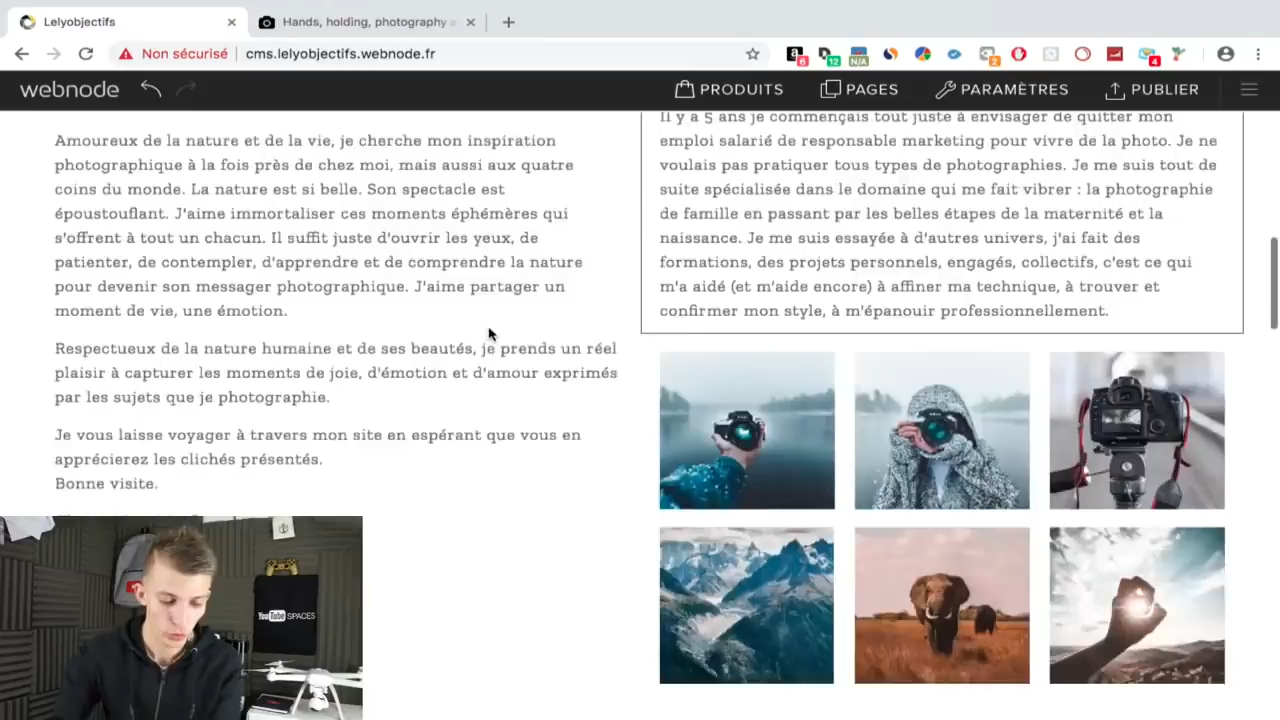 Lelyobjectifs
Hands, holding, photography a
Non sécurisé
cms.lelyobjectifs.webnode.fr
6
12
N/A
2
4
webnode
PRODUITS
PAGES
PARAMÈTRES
PUBLIER
Amoureux de la nature et de la vie, je cherche mon inspiration
photographique à la fois près de chez moi, mais aussi aux quatre
coins du monde. La nature est si belle. Son spectacle est
époustouflant. J'aime immortaliser ces moments éphémères qui
s'offrent à tout un chacun. Il suffit juste d'ouvrir les yeux, de
patienter, de contempler, d'apprendre et de comprendre la nature
pour devenir son messager photographique. J'aime partager un
moment de vie, une émotion.
Respectueux de la nature humaine et de ses beautés, je prends un réel
plaisir à capturer les moments de joie, d'émotion et d'amour exprimés
par les sujets que je photographie.
Je vous laisse voyager à travers mon site en espérant que vous en
apprécierez les clichés présentés.
Bonne visite.
Il y a 5 ans je commençais tout juste à envisager de quitter mon
emploi salarié de responsable marketing pour vivre de la photo. Je ne
voulais pas pratiquer tous types de photographies. Je me suis tout de
suite spécialisée dans le domaine qui me fait vibrer : la photographie
de famille en passant par les belles étapes de la maternité et la
naissance. Je me suis essayée à d'autres univers, j'ai fait des
formations, des projets personnels, engagés, collectifs, c'est ce qui
m'a aidé (et m'aide encore) à affiner ma technique, à trouver et
confirmer mon style, à m'épanouir professionnellement.
YouTube SPACES